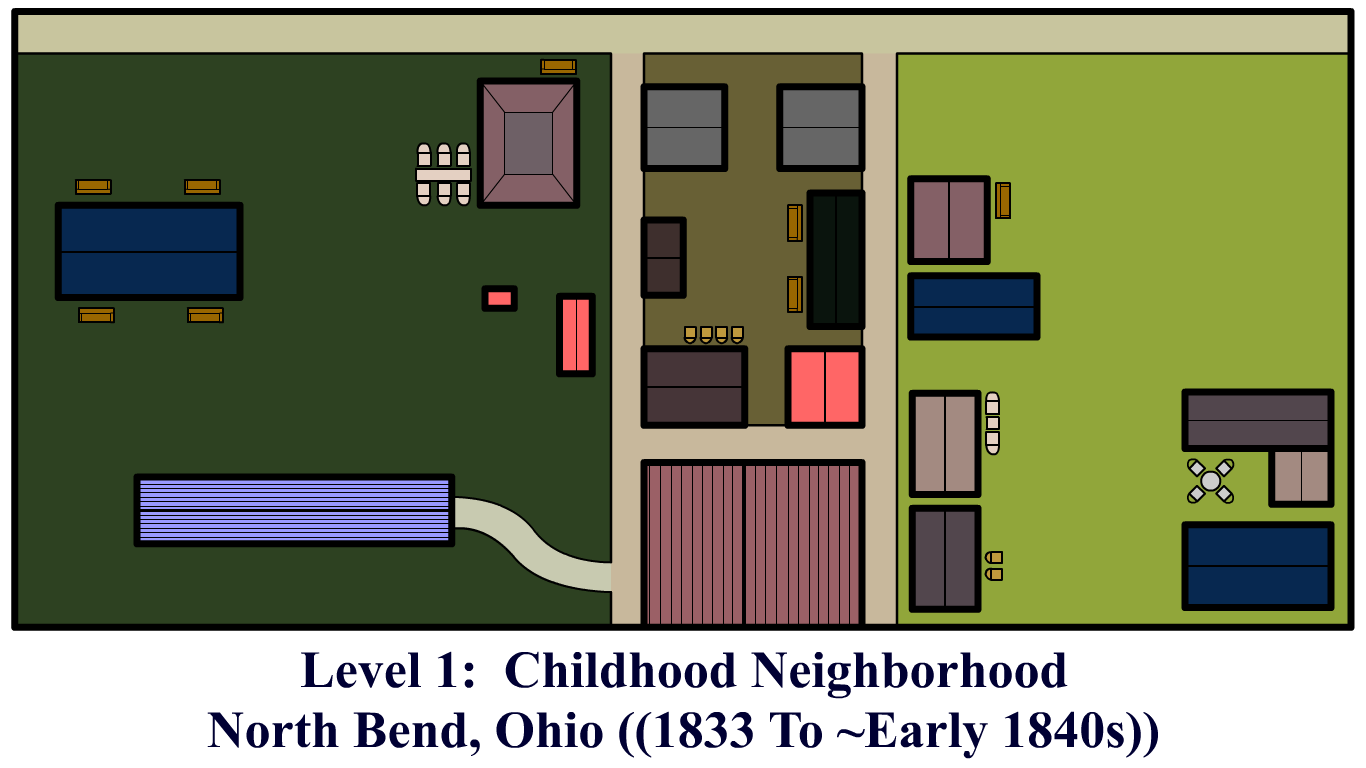 Level 1:  Childhood Neighborhood
North Bend, Ohio ((1833 To ~Early 1840s))